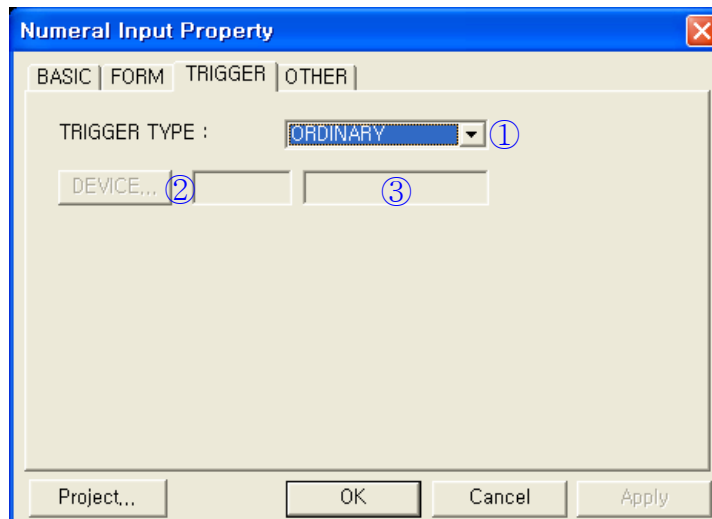 Numeral Input Property
BASIC FORM TRIGGER OTHER
TRIGGER TYPE : ORDINARY ①
DEVICE,,, ② ③
Project,,, OK Cancel Apply